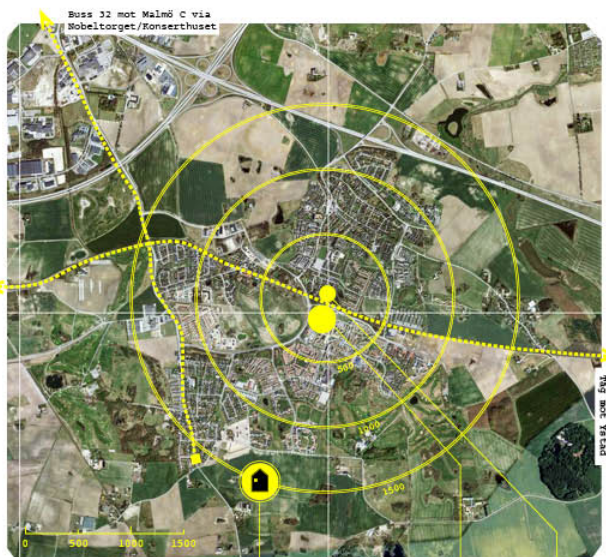 Buss 32 mot Malmö C via
Nobeltorget/Konserthuset
Tåg mot Ystad
500
1000
1500
0 500 1000 1500